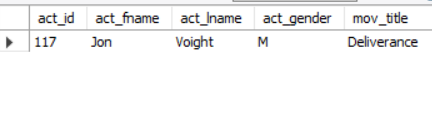 act_id act_fname act_lname act_gender mov_title
117 Jon Voight M Deliverance